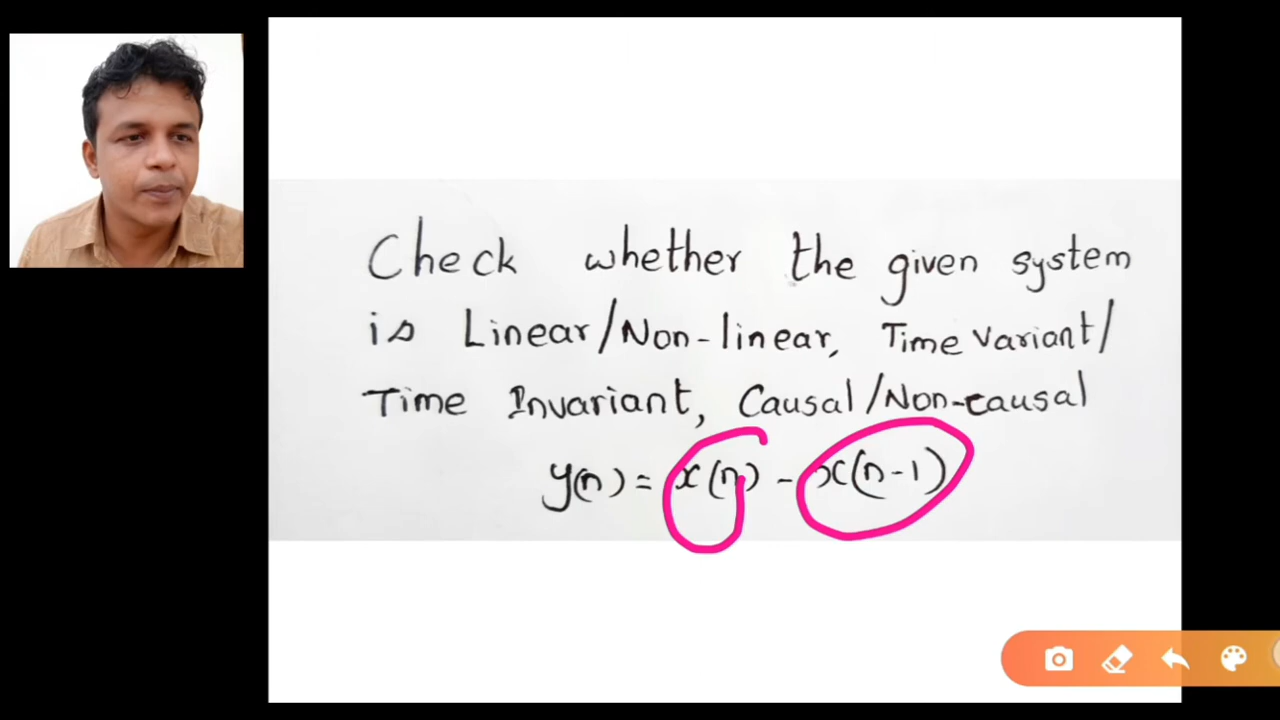 Check whether the given system
is Linear/Non-linear, Time Variant/
Time Invariant, Causal/Non-causal
y(n) = x(n) - x(n-1)